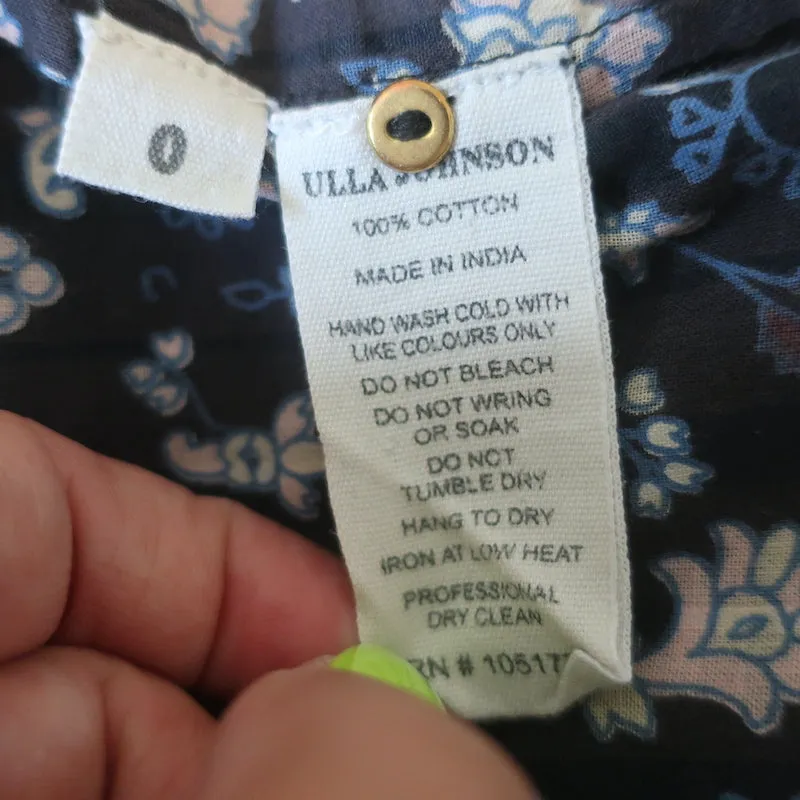 0
ULLA JOHNSON
100% COTTON
MADE IN INDIA
HAND WASH COLD WITH
LIKE COLOURS ONLY
DO NOT BLEACH
DO NOT WRING
OR SOAK
DO NOT
TUMBLE DRY
HANG TO DRY
IRON AT LOW HEAT
PROFESSIONAL
DRY CLEAN
RN #